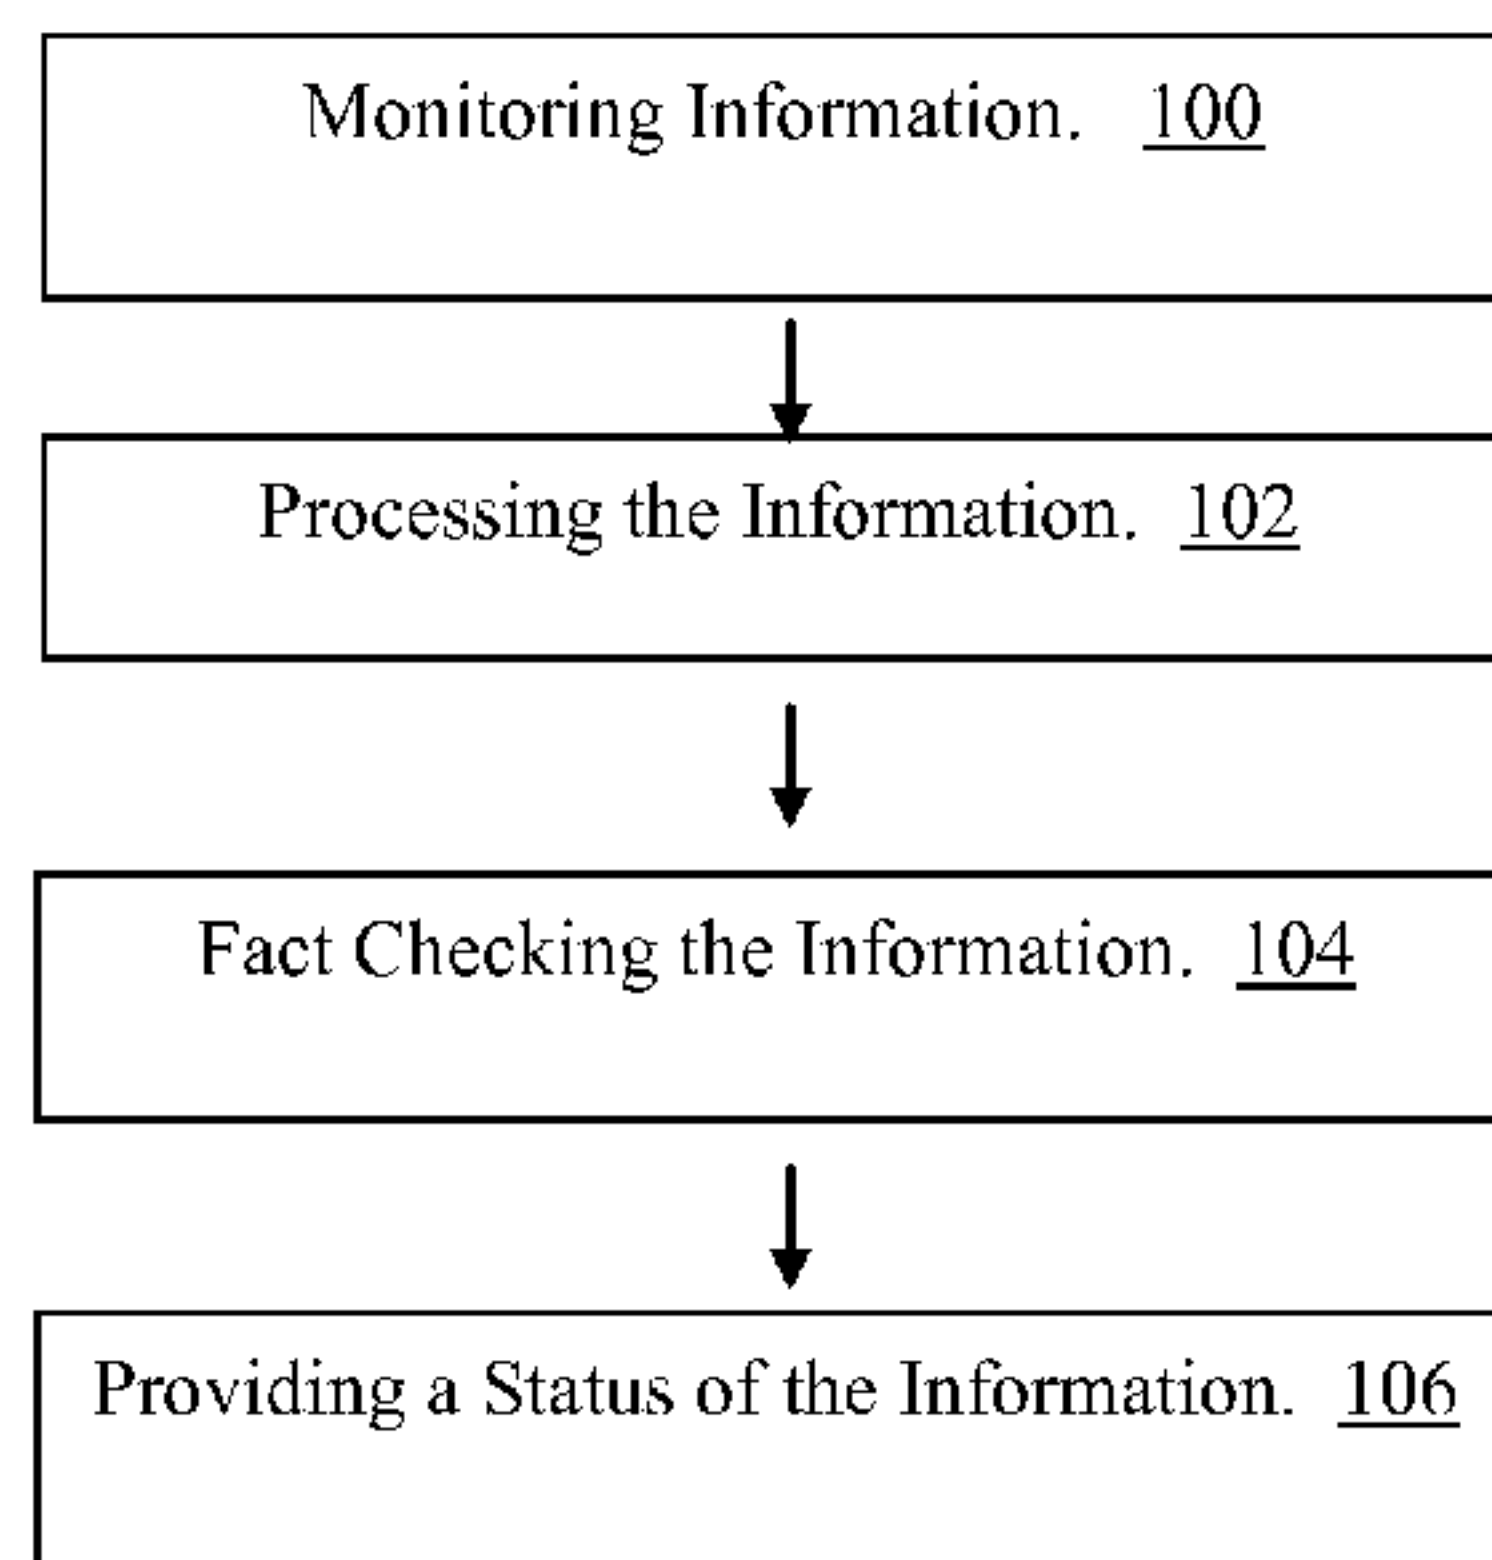 Monitoring Information. 100
Processing the Information. 102
Fact Checking the Information. 104
Providing a Status of the Information. 106